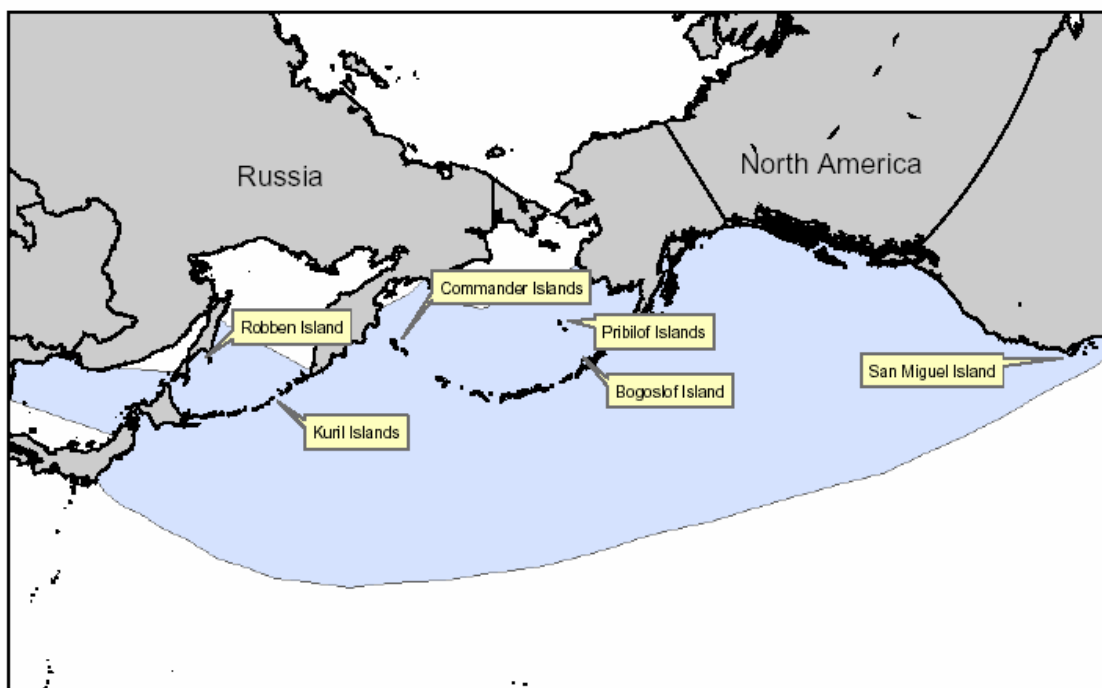 Russia
North America
Commander Islands
Robben Island
Pribilof Islands
San Miguel Island
Bogoslof Island
Kuril Islands